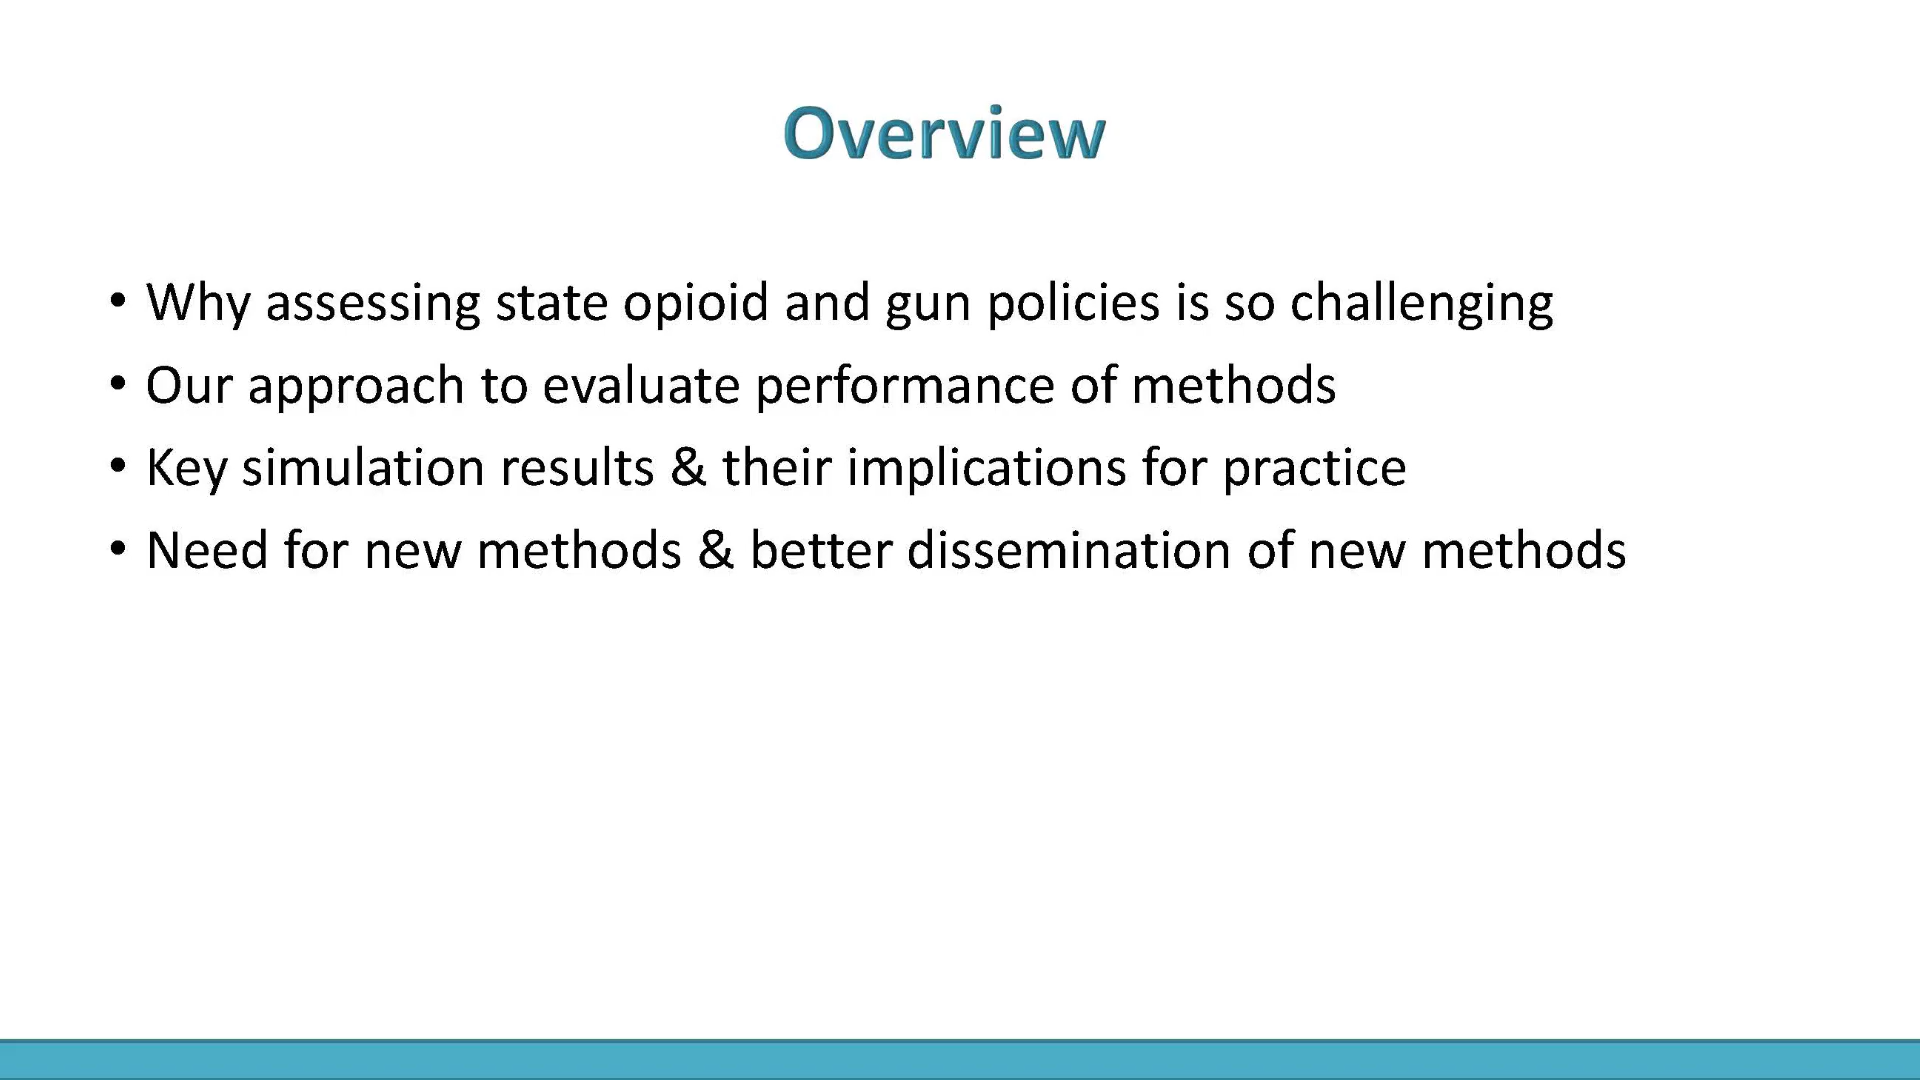 Overview
• Why assessing state opioid and gun policies is so challenging
• Our approach to evaluate performance of methods
• Key simulation results & their implications for practice
• Need for new methods & better dissemination of new methods